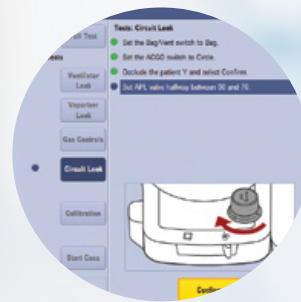 Test
Tests: Circuit Leak
Set the Bag/Vent switch to Bag.
Set the ACGO switch to Circle.
Occlude the patient Y and select Confirm.
Set APL valve halfway between 30 and 70.
Ventilator
Leak
Vaporizer
Leak
Gas Controls
Circuit Leak
Calibration
Start Case